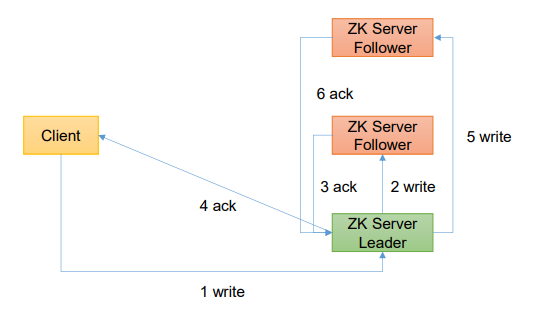 ZK Server
Follower
6 ack
ZK Server
Follower
Client
5 write
3 ack
2 write
4 ack
ZK Server
Leader
1 write